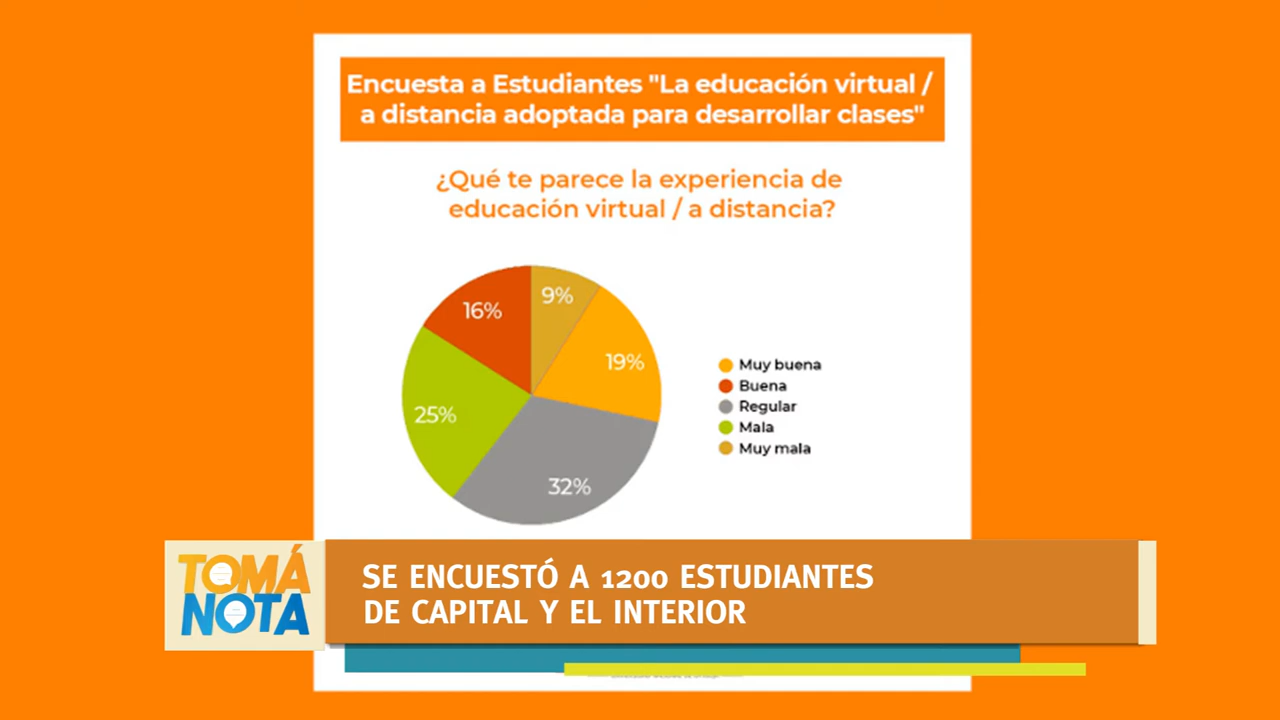 Encuesta a Estudiantes "La educación virtual /
a distancia adoptada para desarrollar clases"
¿Qué te parece la experiencia de
educación virtual / a distancia?
9%
16%
19%
25%
32%
Muy buena
Buena
Regular
Mala
Muy mala
TOMÁ
NOTA
SE ENCUESTÓ A 1200 ESTUDIANTES
DE CAPITAL Y EL INTERIOR